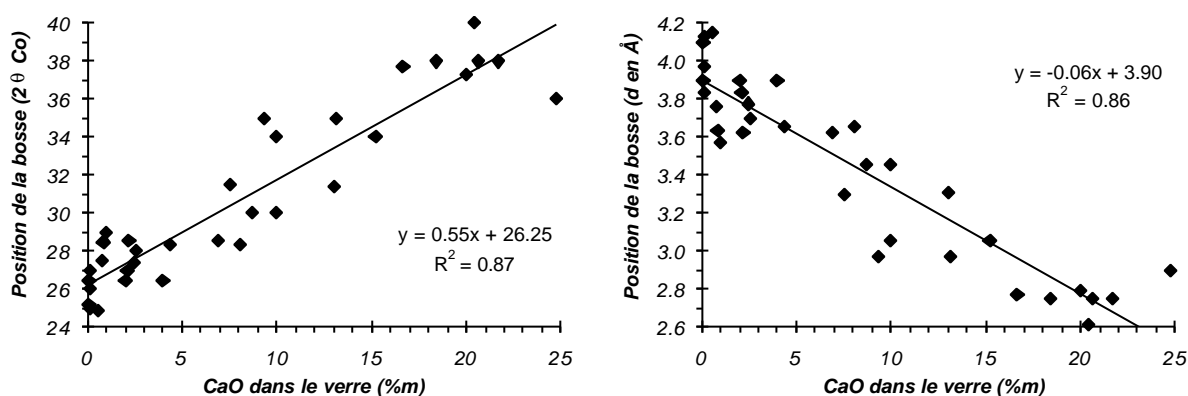 Position de la bosse (2 θ Co)
40
38
36
34
32
30
28
26
24
y = 0.55x + 26.25
R² = 0.87
0 5 10 15 20 25
CaO dans le verre (%m)
Position de la bosse (d en Å)
4.2
4.0
3.8
3.6
3.4
3.2
3.0
2.8
2.6
y = -0.06x + 3.90
R² = 0.86
0 5 10 15 20 25
CaO dans le verre (%m)